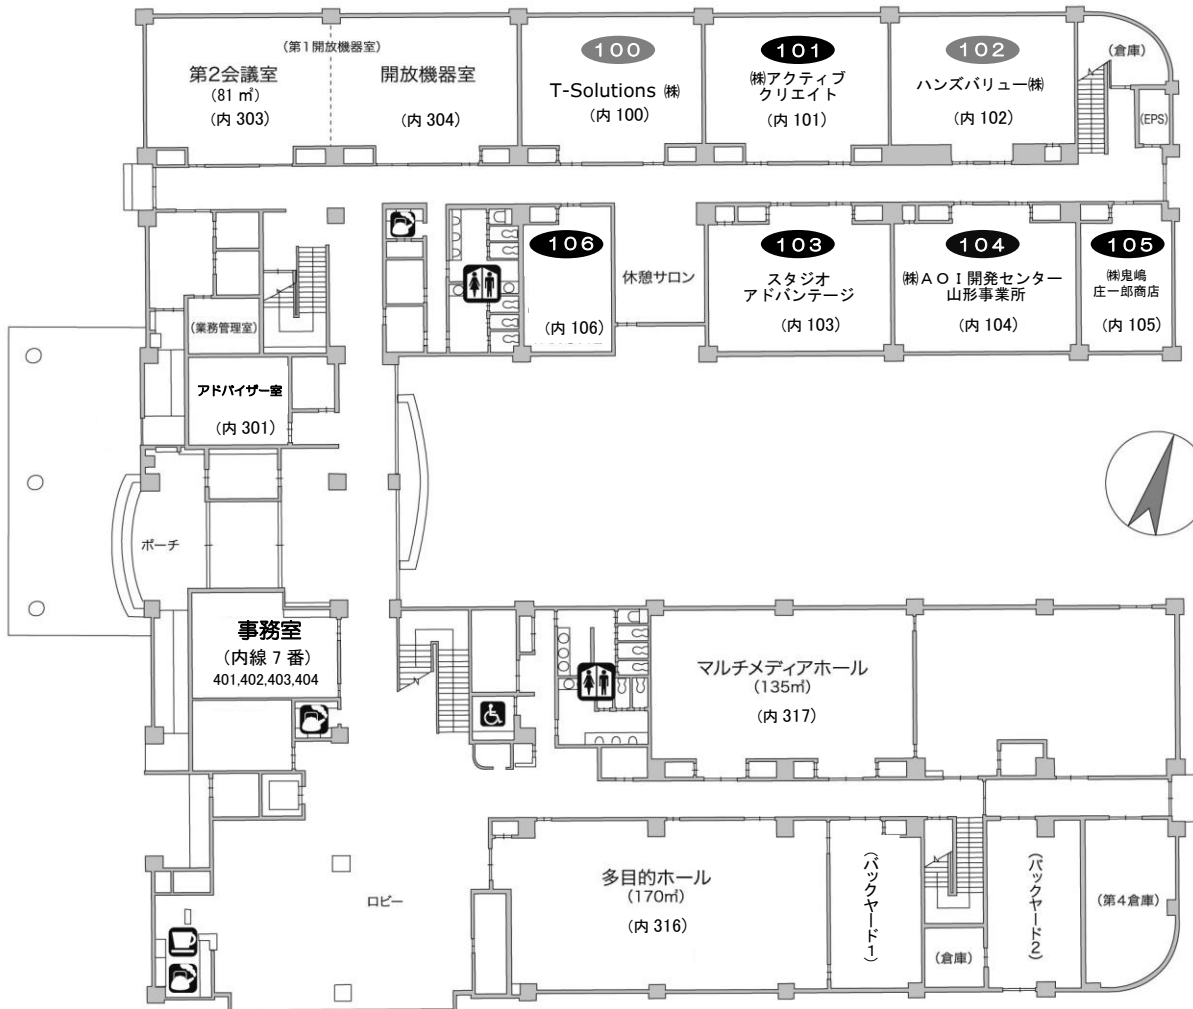 (第1開放機器室)
第2会議室
(81 ㎡)
(内 303)
開放機器室
(内 304)
100
T-Solutions ㈱
(内 100)
101
㈱アクティブ
クリエイト
(内 101)
102
ハンズバリュー㈱
(内 102)
(倉庫)
(EPS)
106
(内 106)
休憩サロン
103
スタジオ
アドバンテージ
(内 103)
104
㈱ＡＯＩ開発センター
山形事業所
(内 104)
105
㈱鬼嶋
庄一郎商店
(内 105)
(業務管理室)
アドバイザー室
(内 301)
ポーチ
事務室
(内線 7 番)
401,402,403,404
マルチメディアホール
(135㎡)
(内 317)
ロビー
多目的ホール
(170㎡)
(内 316)
(バックヤード1)
(倉庫)
(バックヤード2)
(第4倉庫)